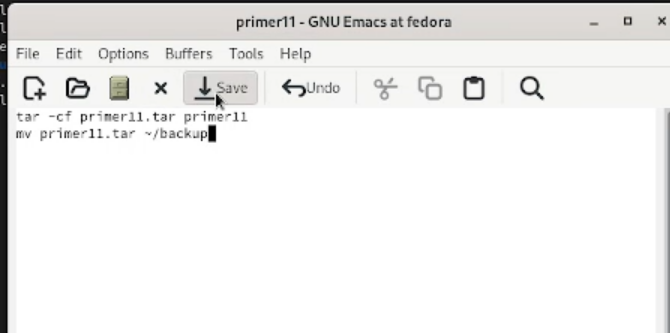 primer11 - GNU Emacs at fedora
File Edit Options Buffers Tools Help
Save Undo
tar -cf primer11.tar primer11
mv primer11.tar ~/backup